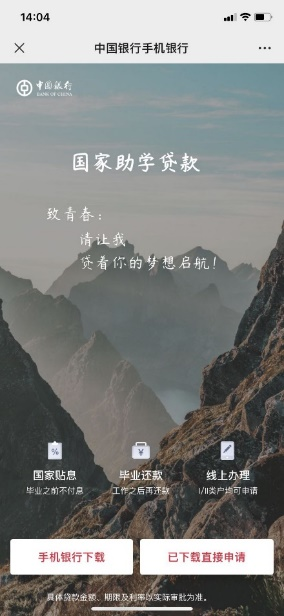 14:04
中国银行手机银行
中国银行
BANK OF CHINA
国家助学贷款
致青春：
请让我
贷着你的梦想启航！
国家贴息
毕业还款
线上办理
毕业之前不付息
工作之后再还款
I/II类户均可申请
手机银行下载
已下载直接申请
具体贷款金额、期限及利率以实际审批为准。